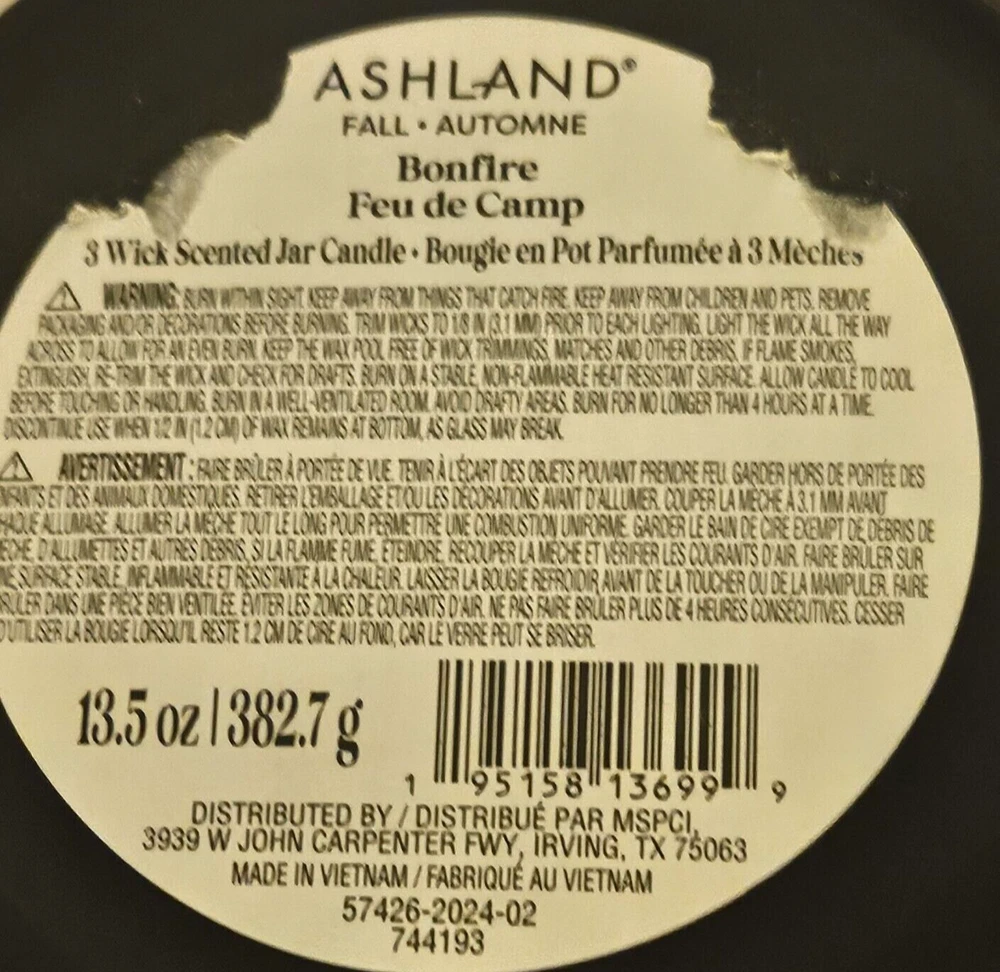 ASHLAND®
FALL • AUTOMNE
Bonfire
Feu de Camp
3 Wick Scented Jar Candle • Bougie en Pot Parfumée à 3 Mèches
WARNING: BURN WITHIN SIGHT. KEEP AWAY FROM THINGS THAT CATCH FIRE. KEEP AWAY FROM CHILDREN AND PETS. REMOVE
PACKAGING AND/OR DECORATIONS BEFORE BURNING. TRIM WICKS TO 1/8 IN (3.1 MM) PRIOR TO EACH LIGHTING. LIGHT THE WICK ALL THE WAY
ACROSS TO ALLOW FOR AN EVEN BURN. KEEP THE WAX POOL FREE OF WICK TRIMMINGS, MATCHES AND OTHER DEBRIS. IF FLAME SMOKES,
EXTINGUISH, RE-TRIM THE WICK AND CHECK FOR DRAFTS. BURN ON A STABLE, NON-FLAMMABLE HEAT RESISTANT SURFACE. ALLOW CANDLE TO COOL
BEFORE TOUCHING OR HANDLING. BURN IN A WELL-VENTILATED ROOM. AVOID DRAFTY AREAS. BURN FOR NO LONGER THAN 4 HOURS AT A TIME.
DISCONTINUE USE WHEN 1/2 IN (1.2 CM) OF WAX REMAINS AT BOTTOM, AS GLASS MAY BREAK.
AVERTISSEMENT : FAIRE BRÛLER À PORTÉE DE VUE. TENIR À L'ÉCART DES OBJETS POUVANT PRENDRE FEU. GARDER HORS DE PORTÉE DES
NFANTS ET DES ANIMAUX DOMESTIQUES. RETIRER L'EMBALLAGE ET/OU LES DÉCORATIONS AVANT D'ALLUMER. COUPER LA MÈCHE À 3.1 MM AVANT
HAQUE ALLUMAGE. ALLUMER LA MÈCHE TOUT LE LONG POUR PERMETTRE UNE COMBUSTION UNIFORME. GARDER LE BAIN DE CIRE EXEMPT DE DÉBRIS DE
ÈCHE, D'ALLUMETTES ET AUTRES DÉBRIS. SI LA FLAMME FUME, ÉTEINDRE, RECOUPER LA MÈCHE ET VÉRIFIER LES COURANTS D'AIR. FAIRE BRÛLER SUR
NE SURFACE STABLE, INFLAMMABLE ET RÉSISTANTE À LA CHALEUR. LAISSER LA BOUGIE REFROIDIR AVANT DE LA TOUCHER OU DE LA MANIPULER. FAIRE
RÛLER DANS UNE PIÈCE BIEN VENTILÉE. ÉVITER LES ZONES DE COURANTS D'AIR. NE PAS FAIRE BRÛLER PLUS DE 4 HEURES CONSÉCUTIVES. CESSER
D'UTILISER LA BOUGIE LORSQU'IL RESTE 1.2 CM DE CIRE AU FOND, CAR LE VERRE PEUT SE BRISER.
13.5 oz | 382.7 g
1 95158 13699 9
DISTRIBUTED BY / DISTRIBUÉ PAR MSPCI,
3939 W JOHN CARPENTER FWY, IRVING, TX 75063
MADE IN VIETNAM / FABRIQUÉ AU VIETNAM
57426-2024-02
744193